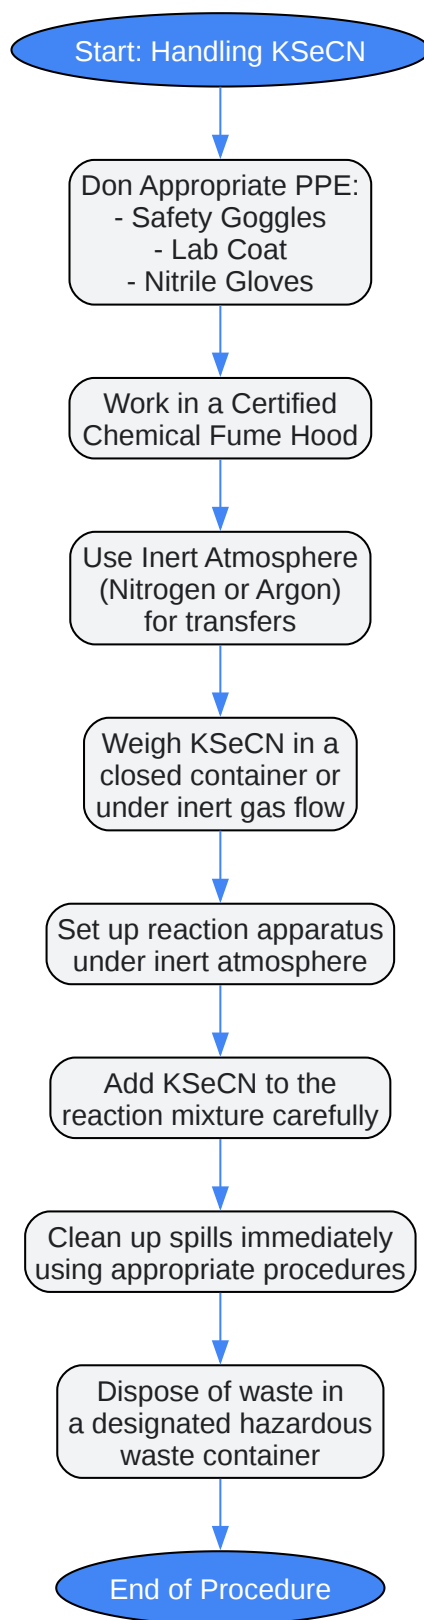 Start: Handling KSeCN
Don Appropriate PPE:
- Safety Goggles
- Lab Coat
- Nitrile Gloves
Work in a Certified
Chemical Fume Hood
Use Inert Atmosphere
(Nitrogen or Argon)
for transfers
Weigh KSeCN in a
closed container or
under inert gas flow
Set up reaction apparatus
under inert atmosphere
Add KSeCN to the
reaction mixture carefully
Clean up spills immediately
using appropriate procedures
Dispose of waste in
a designated hazardous
waste container
End of Procedure